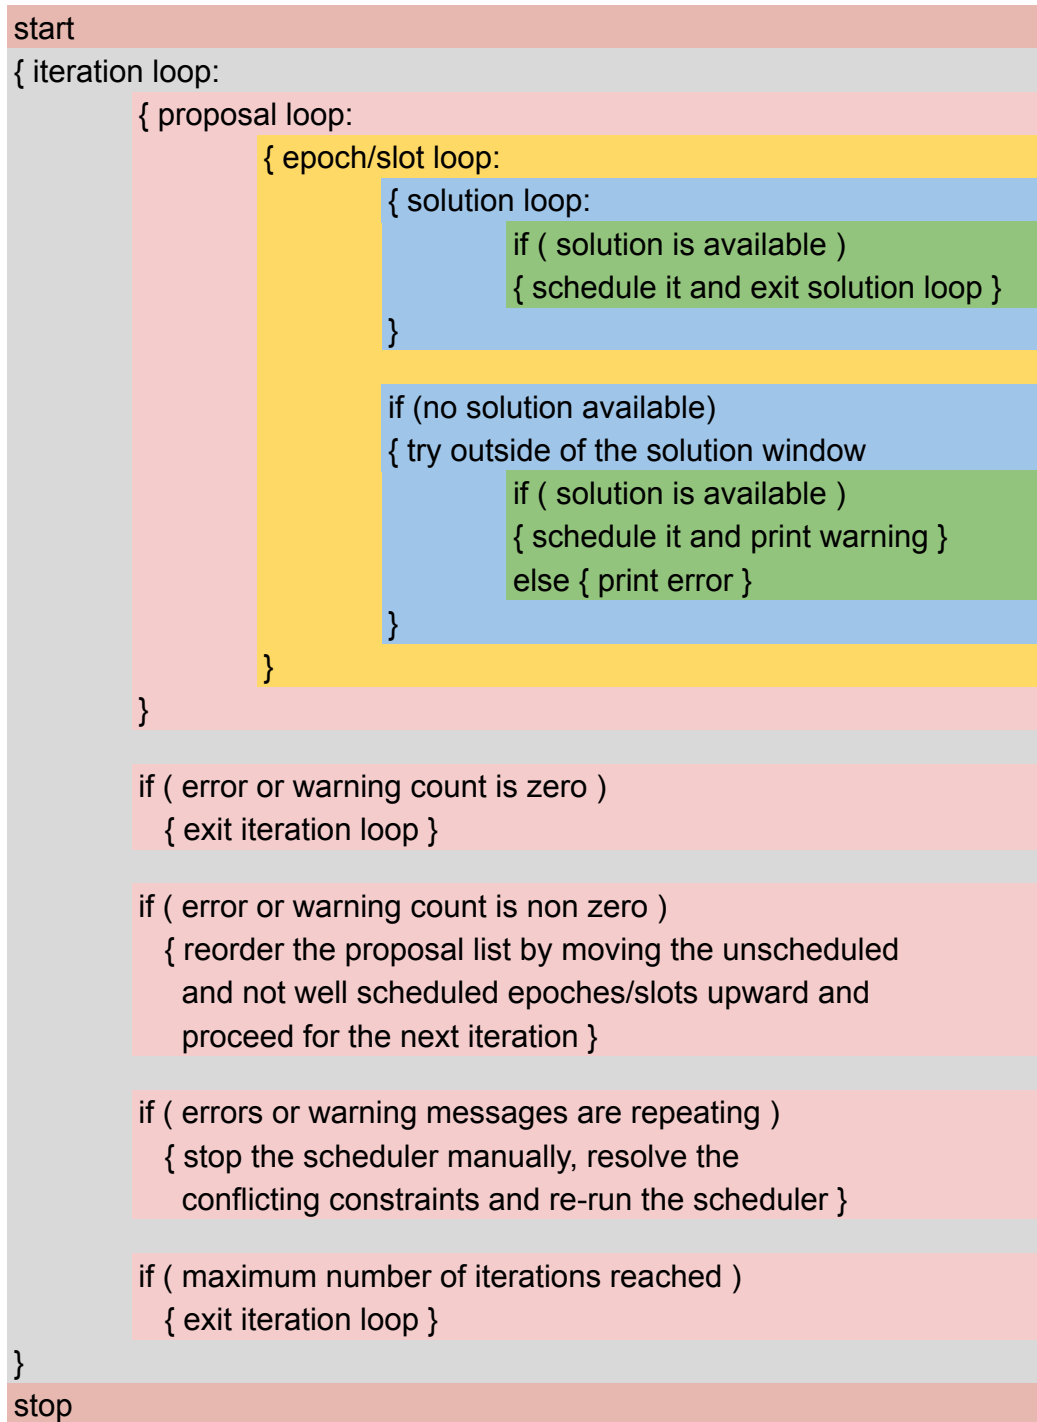 start
{ iteration loop:
{ proposal loop:
{ epoch/slot loop:
{ solution loop:
if ( solution is available )
{ schedule it and exit solution loop }
}
if (no solution available)
{ try outside of the solution window
if ( solution is available )
{ schedule it and print warning }
else { print error }
}
}
}
if ( error or warning count is zero )
{ exit iteration loop }
if ( error or warning count is non zero )
{ reorder the proposal list by moving the unscheduled
and not well scheduled epoches/slots upward and
proceed for the next iteration }
if ( errors or warning messages are repeating )
{ stop the scheduler manually, resolve the
conflicting constraints and re-run the scheduler }
if ( maximum number of iterations reached )
{ exit iteration loop }
}
stop